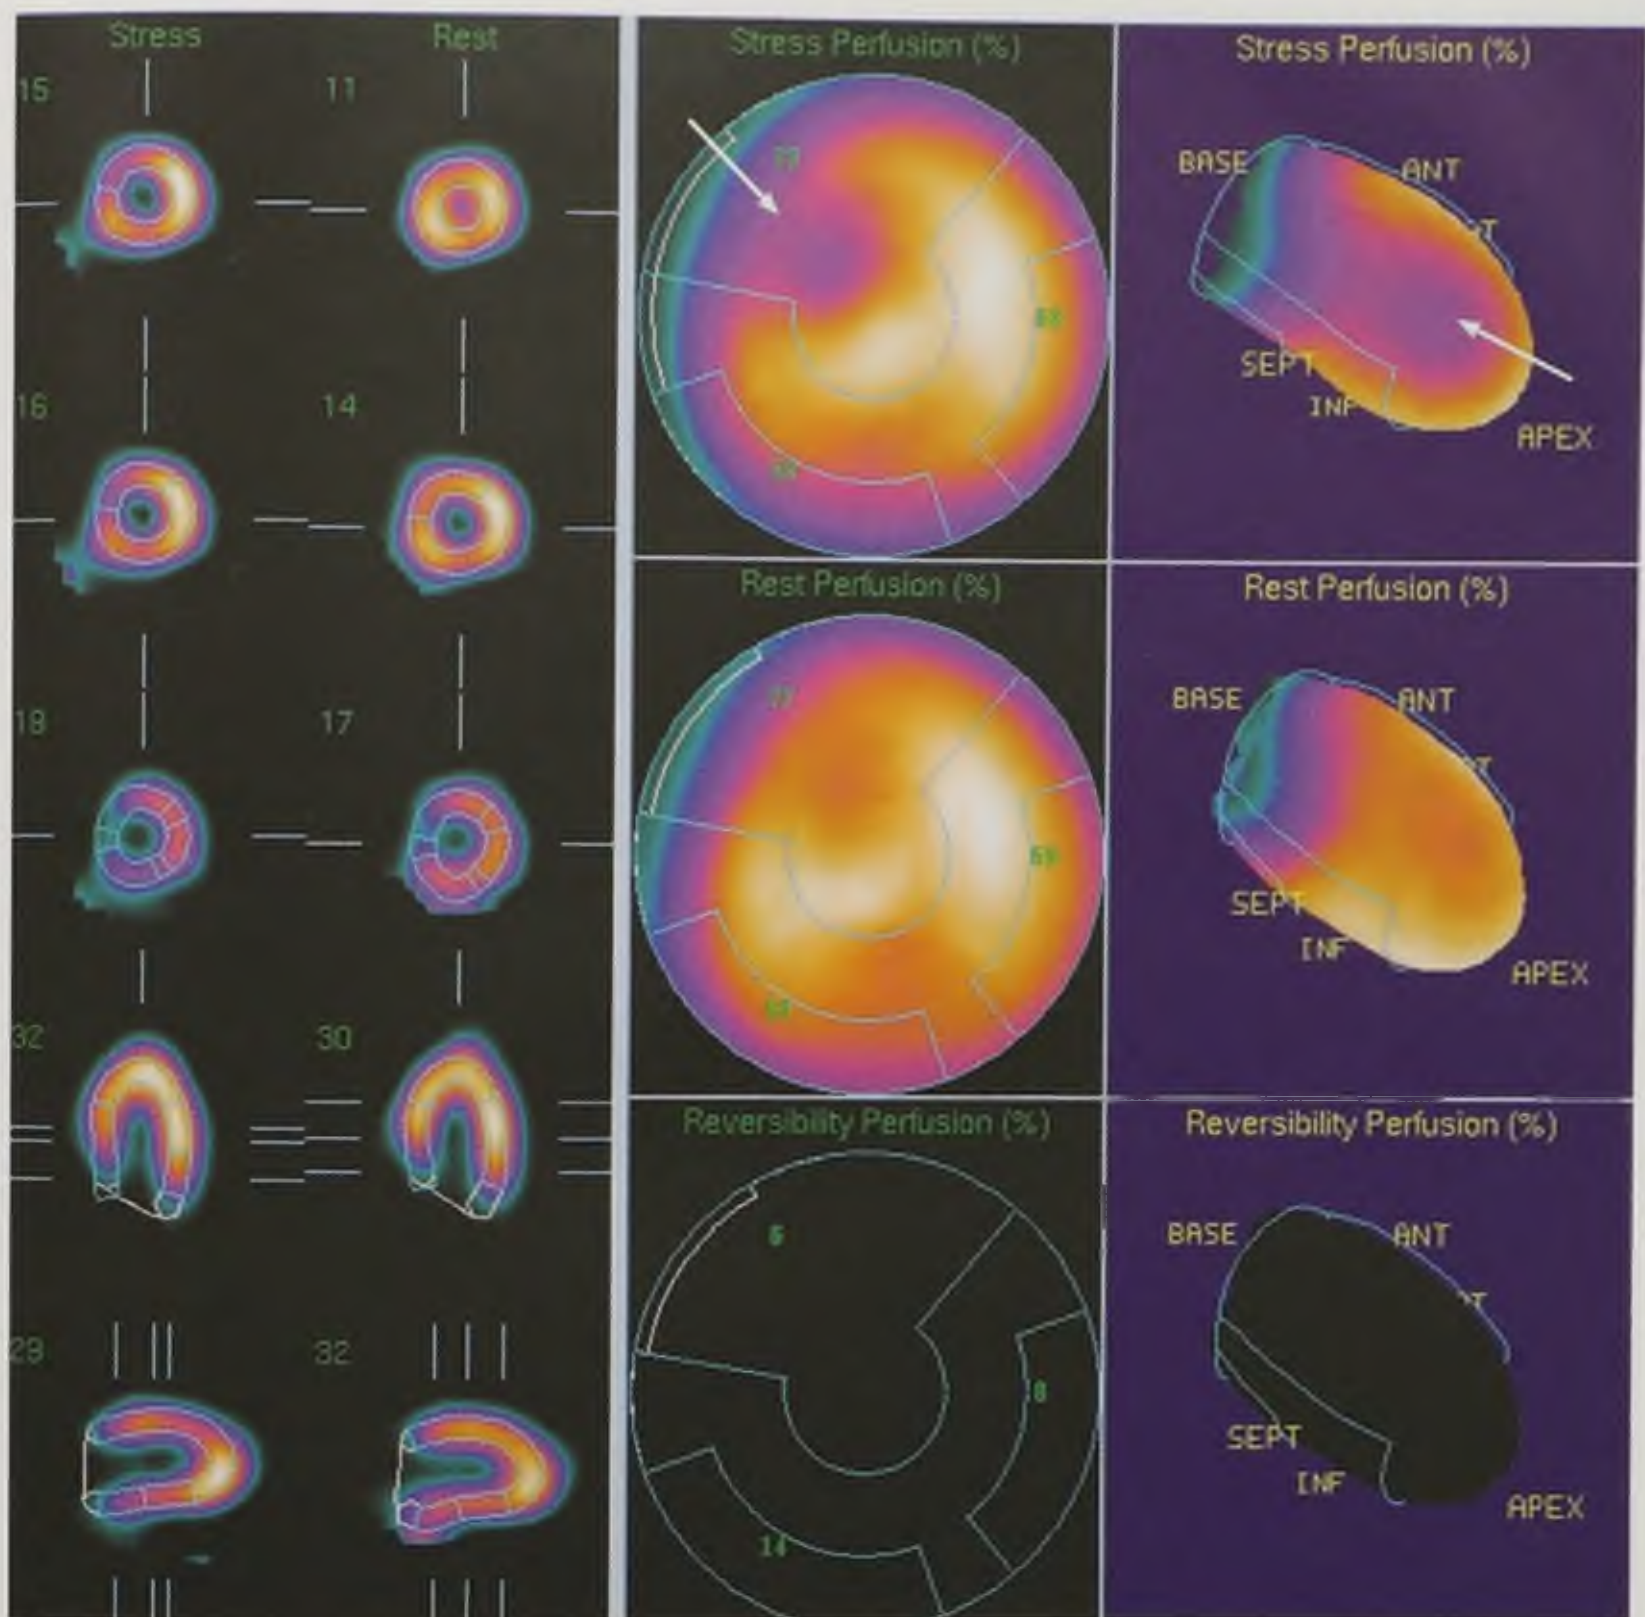 Stress
Rest
15
11
16
14
18
17
32
30
29
32
Stress Perfusion (%)
Rest Perfusion (%)
Reversibility Perfusion (%)
6
8
14
Stress Perfusion (%)
BASE
ANT
SEPT
INF
APEX
Rest Perfusion (%)
BASE
ANT
SEPT
INF
APEX
Reversibility Perfusion (%)
BASE
ANT
SEPT
INF
APEX